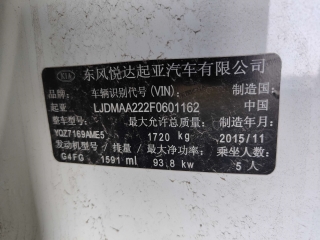 KIA 东风悦达起亚汽车有限公司
品牌： 车辆识别代号(VIN)： 制造国：
起亚 LJDMAA222F0601162 中国
整车型号： 最大允许总质量： 制造年月：
YQZ7169AME5 1720 kg 2015/11
发动机型号/排量/最大净功率： 乘坐人数：
G4FG 1591 ml 93.8 kw 5 人